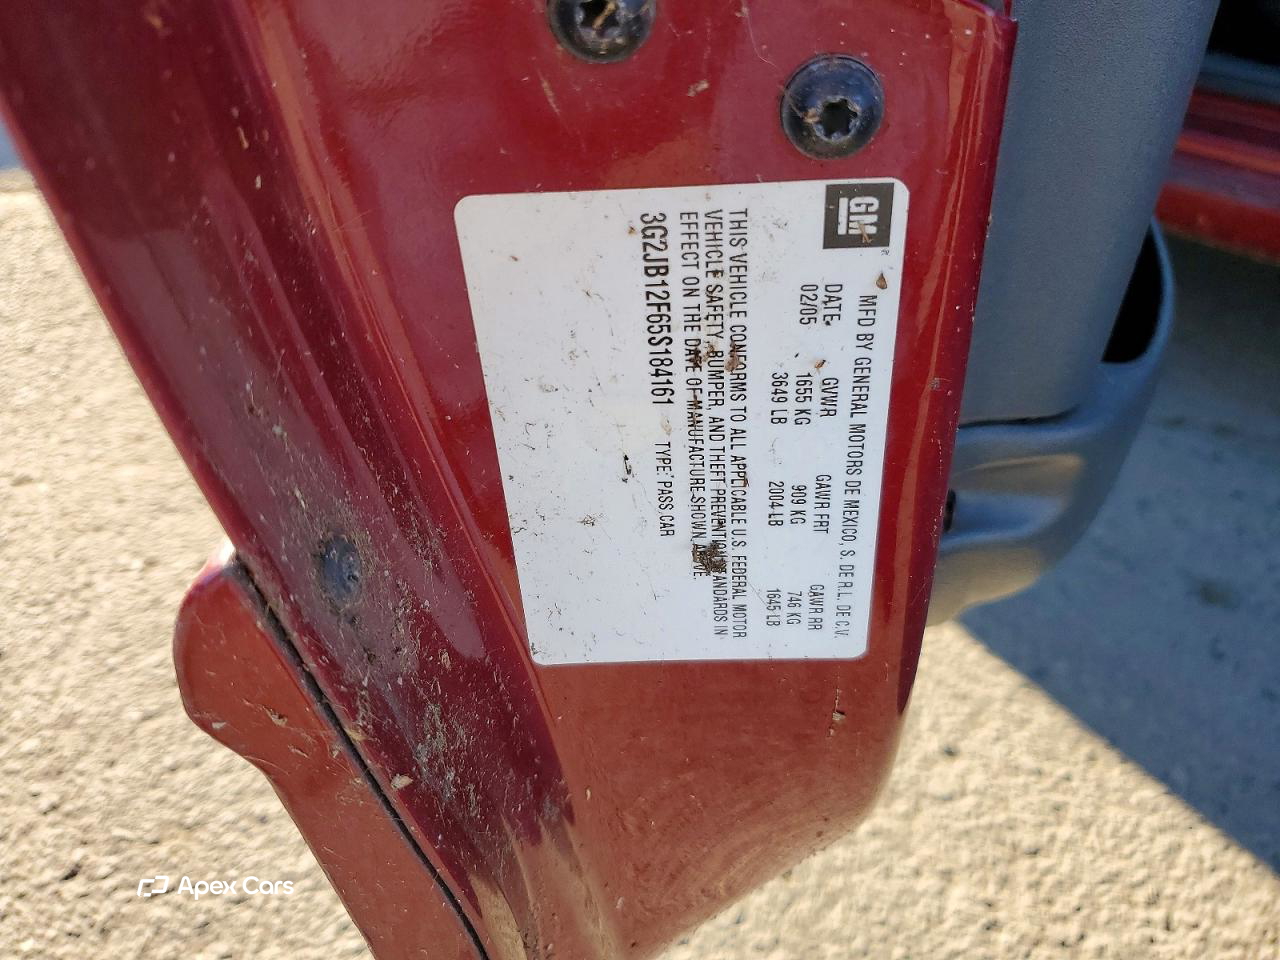 GM
MFD BY GENERAL MOTORS DE MEXICO, S. DE R.L. DE C.V.
DATE GVWR GAWR FRT GAWR RR
02/05 1655 KG 909 KG 746 KG
3649 LB 2004 LB 1645 LB
THIS VEHICLE CONFORMS TO ALL APPLICABLE U.S. FEDERAL MOTOR
VEHICLE SAFETY, BUMPER, AND THEFT PREVENTION STANDARDS IN
EFFECT ON THE DATE OF MANUFACTURE SHOWN ABOVE.
3G2JB12F65S184161 TYPE: PASS CAR
Apex Cars